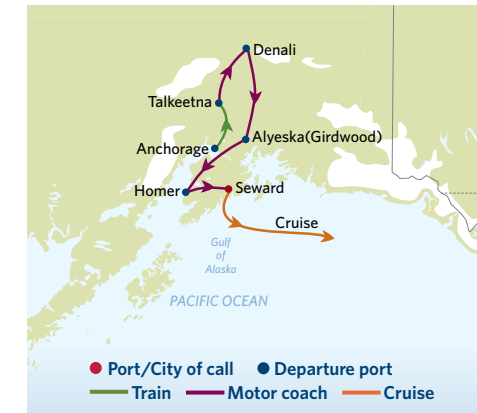 Denali
Talkeetna
Alyeska(Girdwood)
Anchorage
Homer
Seward
Cruise
Gulf
of
Alaska
PACIFIC OCEAN
Port/City of call
Departure port
Train
Motor coach
Cruise